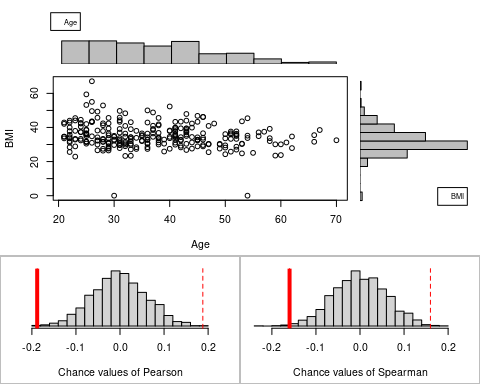 Age
BMI
60
40
20
0
20 30 40 50 60 70
Age
BMI
-0.2 -0.1 0.0 0.1 0.2
Chance values of Pearson
-0.2 -0.1 0.0 0.1 0.2
Chance values of Spearman